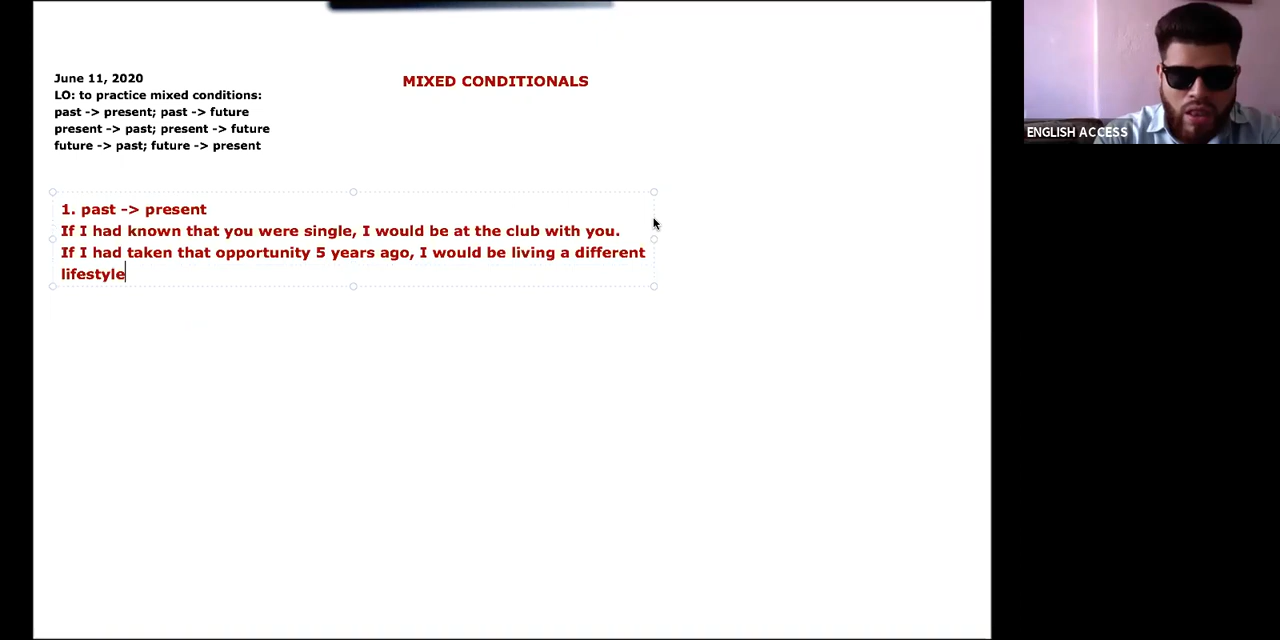 June 11, 2020
LO: to practice mixed conditions:
past -> present; past -> future
present -> past; present -> future
future -> past; future -> present
MIXED CONDITIONALS
1. past -> present
If I had known that you were single, I would be at the club with you.
If I had taken that opportunity 5 years ago, I would be living a different
lifestyle
ENGLISH ACCESS